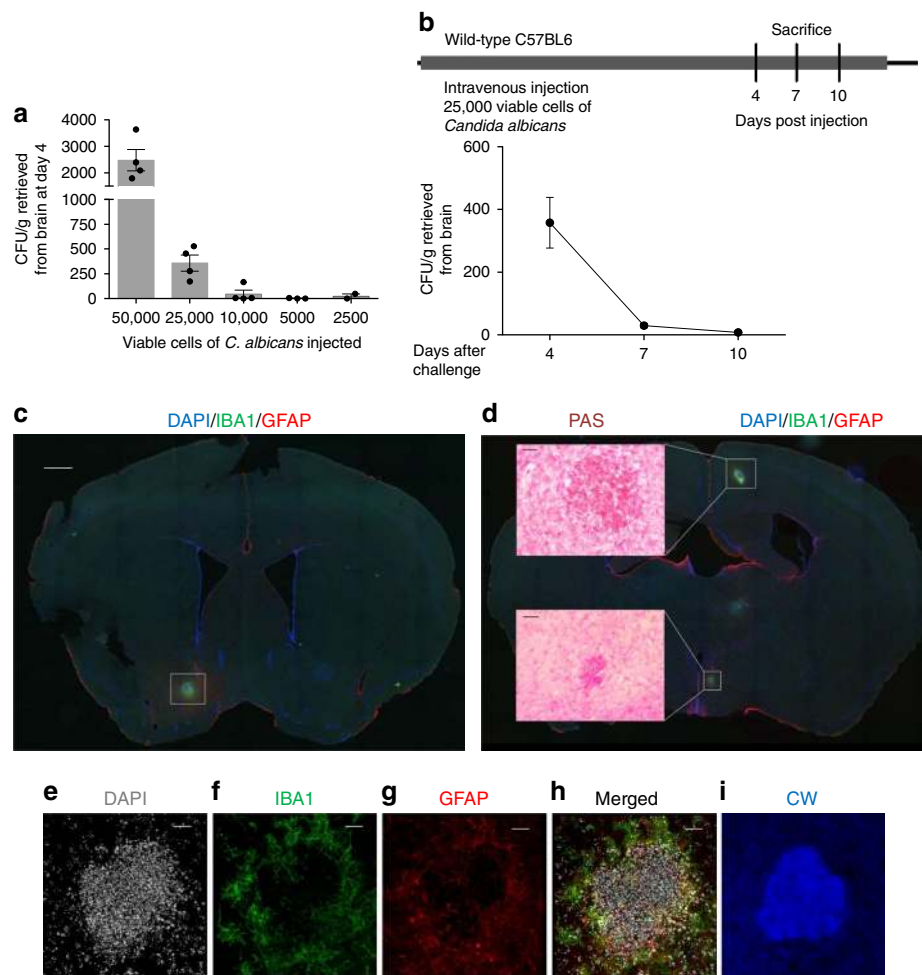 a
CFU/g retrieved
from brain at day 4
4000
3000
2000
1000
750
500
250
0
50,000 25,000 10,000 5000 2500
Viable cells of C. albicans injected
b
Wild-type C57BL6
Sacrifice
Intravenous injection
25,000 viable cells of
Candida albicans
4 7 10
Days post injection
CFU/g retrieved
from brain
600
400
200
0
Days after
challenge
4 7 10
c
DAPI/IBA1/GFAP
d
PAS
DAPI/IBA1/GFAP
e
DAPI
f
IBA1
g
GFAP
h
Merged
i
CW